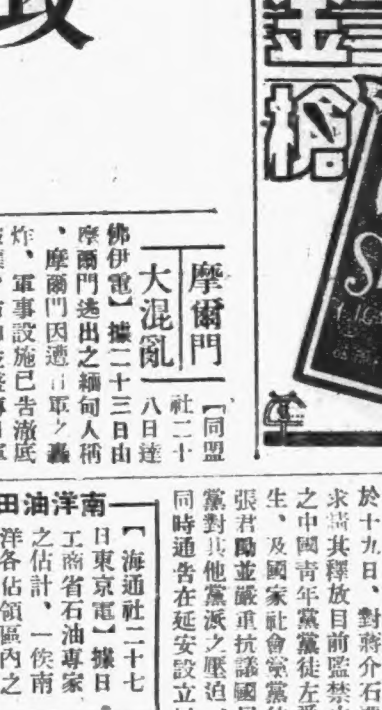 金槍
摩爾門
大混亂
【同盟
社二十
八日達
佛伊電】據二十三日由
摩爾門逃出之緬甸人稱
、摩爾門因遭日軍之轟
炸、軍事設施已告澈底
於十九日、對蔣介石
求請其釋放目前監禁
之中國青年黨黨徒左
生、及國家社會黨黨
張君勱並嚴重抗議國
黨對其他黨派之壓迫
同時通告在延安設立
南洋油田
【海通社二十七
日東京電】據日
工商省石油專家
之估計、一俟南
洋各佔領區內之